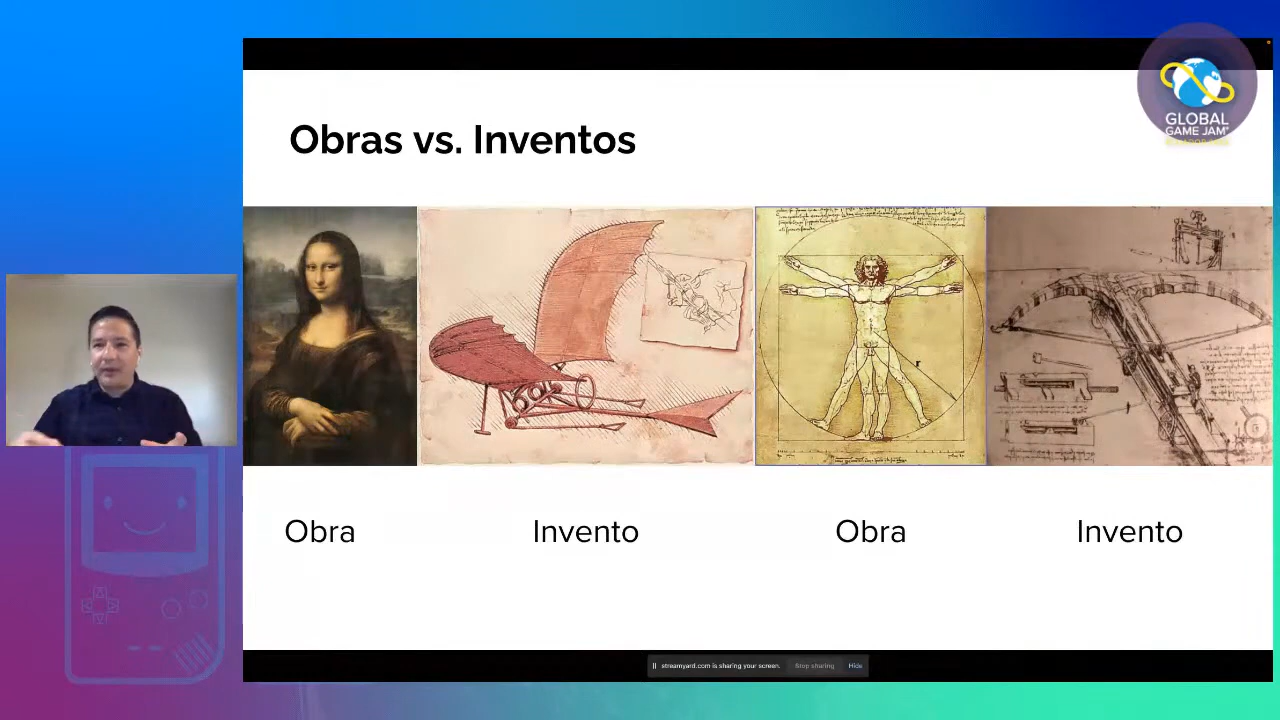 Obras vs. Inventos
GLOBAL
GAME JAM
r
Obra
Invento
Obra
Invento
streamyard.com is sharing your screen.
Stop sharing
Hide